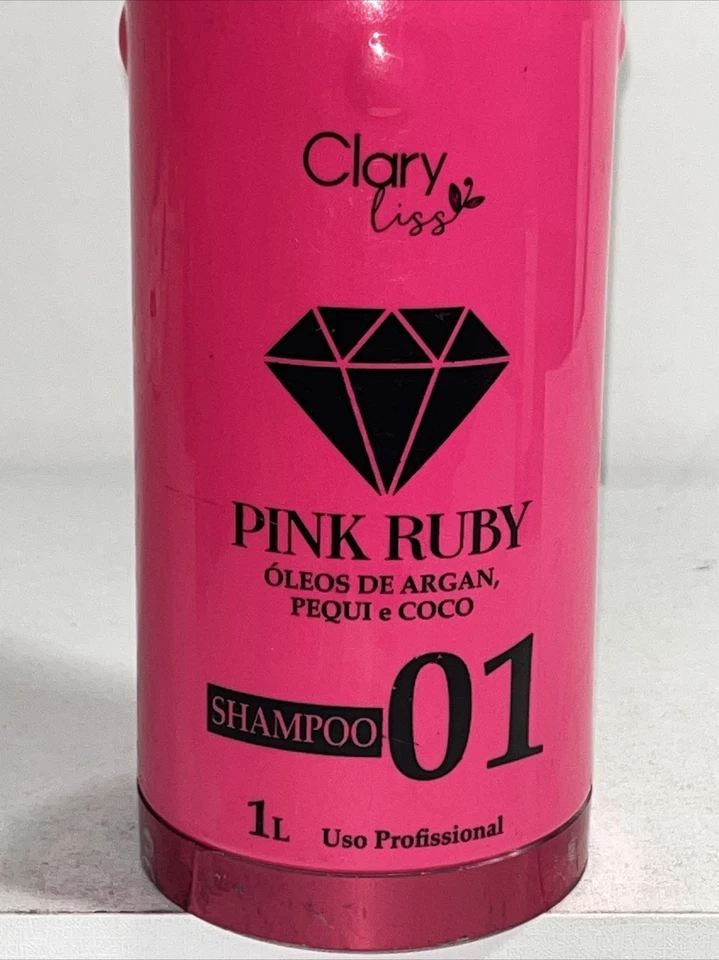 Clary
liss
PINK RUBY
ÓLEOS DE ARGAN,
PEQUI e COCO
SHAMPOO 01
1L Uso Profissional